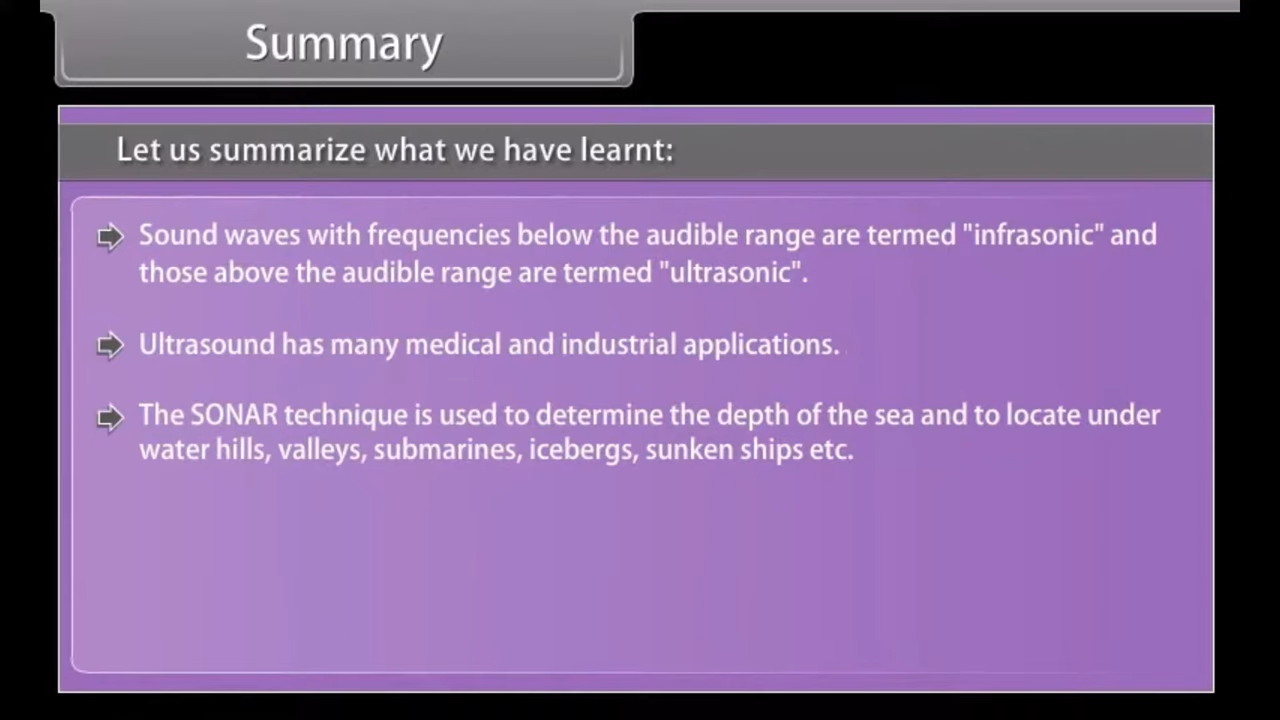 Summary
Let us summarize what we have learnt:
Sound waves with frequencies below the audible range are termed "infrasonic" and
those above the audible range are termed "ultrasonic".
Ultrasound has many medical and industrial applications.
The SONAR technique is used to determine the depth of the sea and to locate under
water hills, valleys, submarines, icebergs, sunken ships etc.